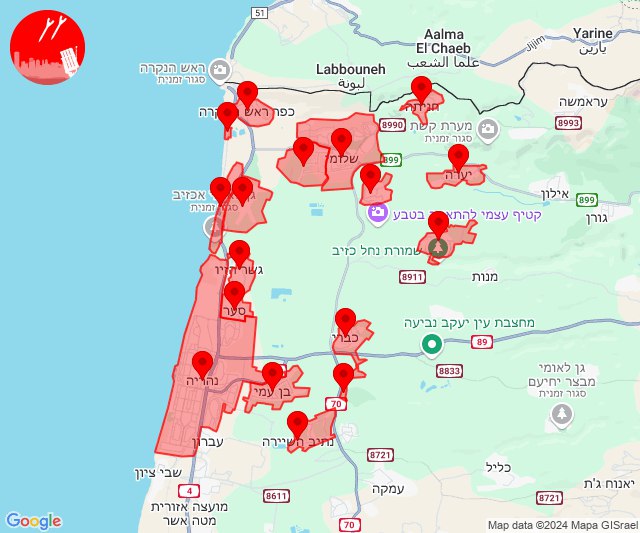 51
Aalma
El Chaeb
علما الشعب
Yarine
يارين
Jijim
Labbouneh
لبونة
ראש הנקרה
סגור זמנית
כפר ראש
קרה
חניתה
עראמשה
8990
8993
מערת קשת
סגור זמנית
שלומי
899
יערה
אילון
899
גורן
אכזיב
סגור זמנית
קטיף עצמי להתארח בטבע
שמורת נחל כזיב
8911
מנות
גשר הזיו
סער
כברי
מחצבת עין יעקב נביעה
89
8833
נהריה
בן עמי
גן לאומי
מבצר יחיעם
סגור זמנית
70
נתיב השיירה
עברון
שבי ציון
8721
כליל
4
8611
עמקה
מועצה אזורית
מטה אשר
8721
יאנוח ג'ת
70
Google
Map data ©2024 Mapa GISrael